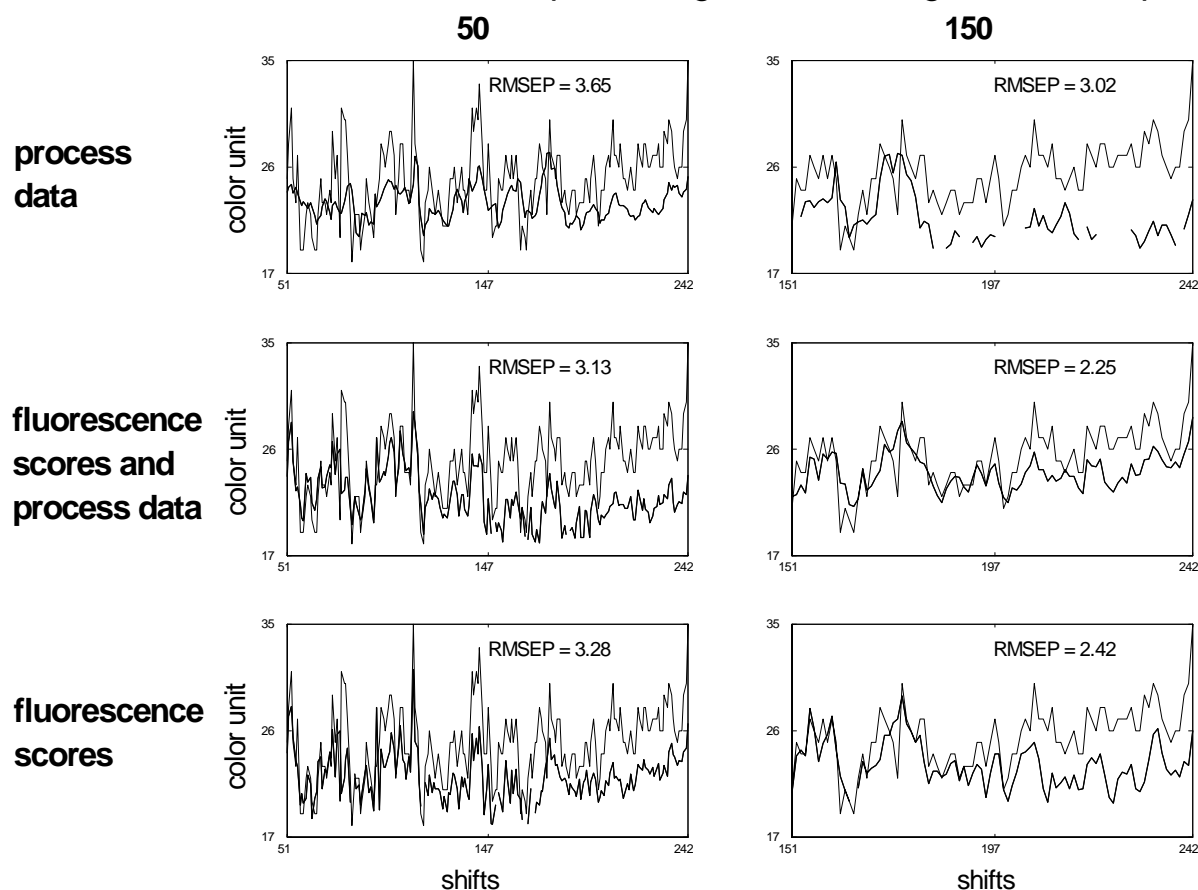 50
150
process
data
color unit
35
26
17
51
147
242
RMSEP = 3.65
35
26
17
151
197
242
RMSEP = 3.02
fluorescence
scores and
process data
color unit
35
26
17
51
147
242
RMSEP = 3.13
35
26
17
151
197
242
RMSEP = 2.25
fluorescence
scores
color unit
35
26
17
51
147
242
RMSEP = 3.28
shifts
35
26
17
151
197
242
RMSEP = 2.42
shifts